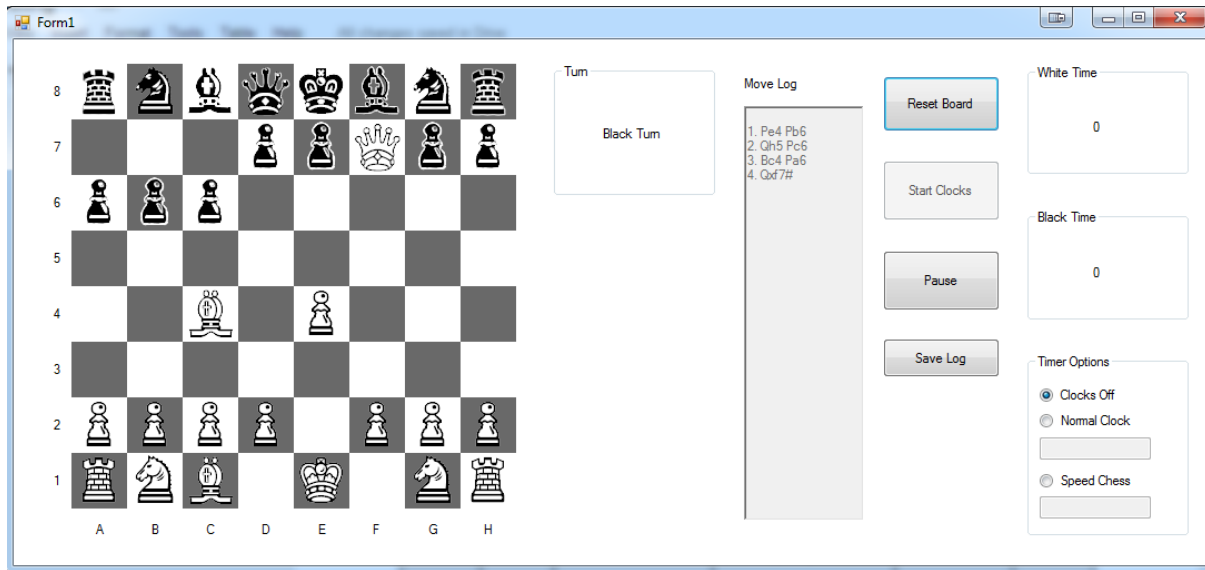 Form1
8
7
6
5
4
3
2
1
A B C D E F G H
Turn
Black Turn
Move Log
1. Pe4 Pb6
2. Qh5 Pc6
3. Bc4 Pa6
4. Qxf7#
Reset Board
Start Clocks
Pause
Save Log
White Time
0
Black Time
0
Timer Options
Clocks Off
Normal Clock
Speed Chess